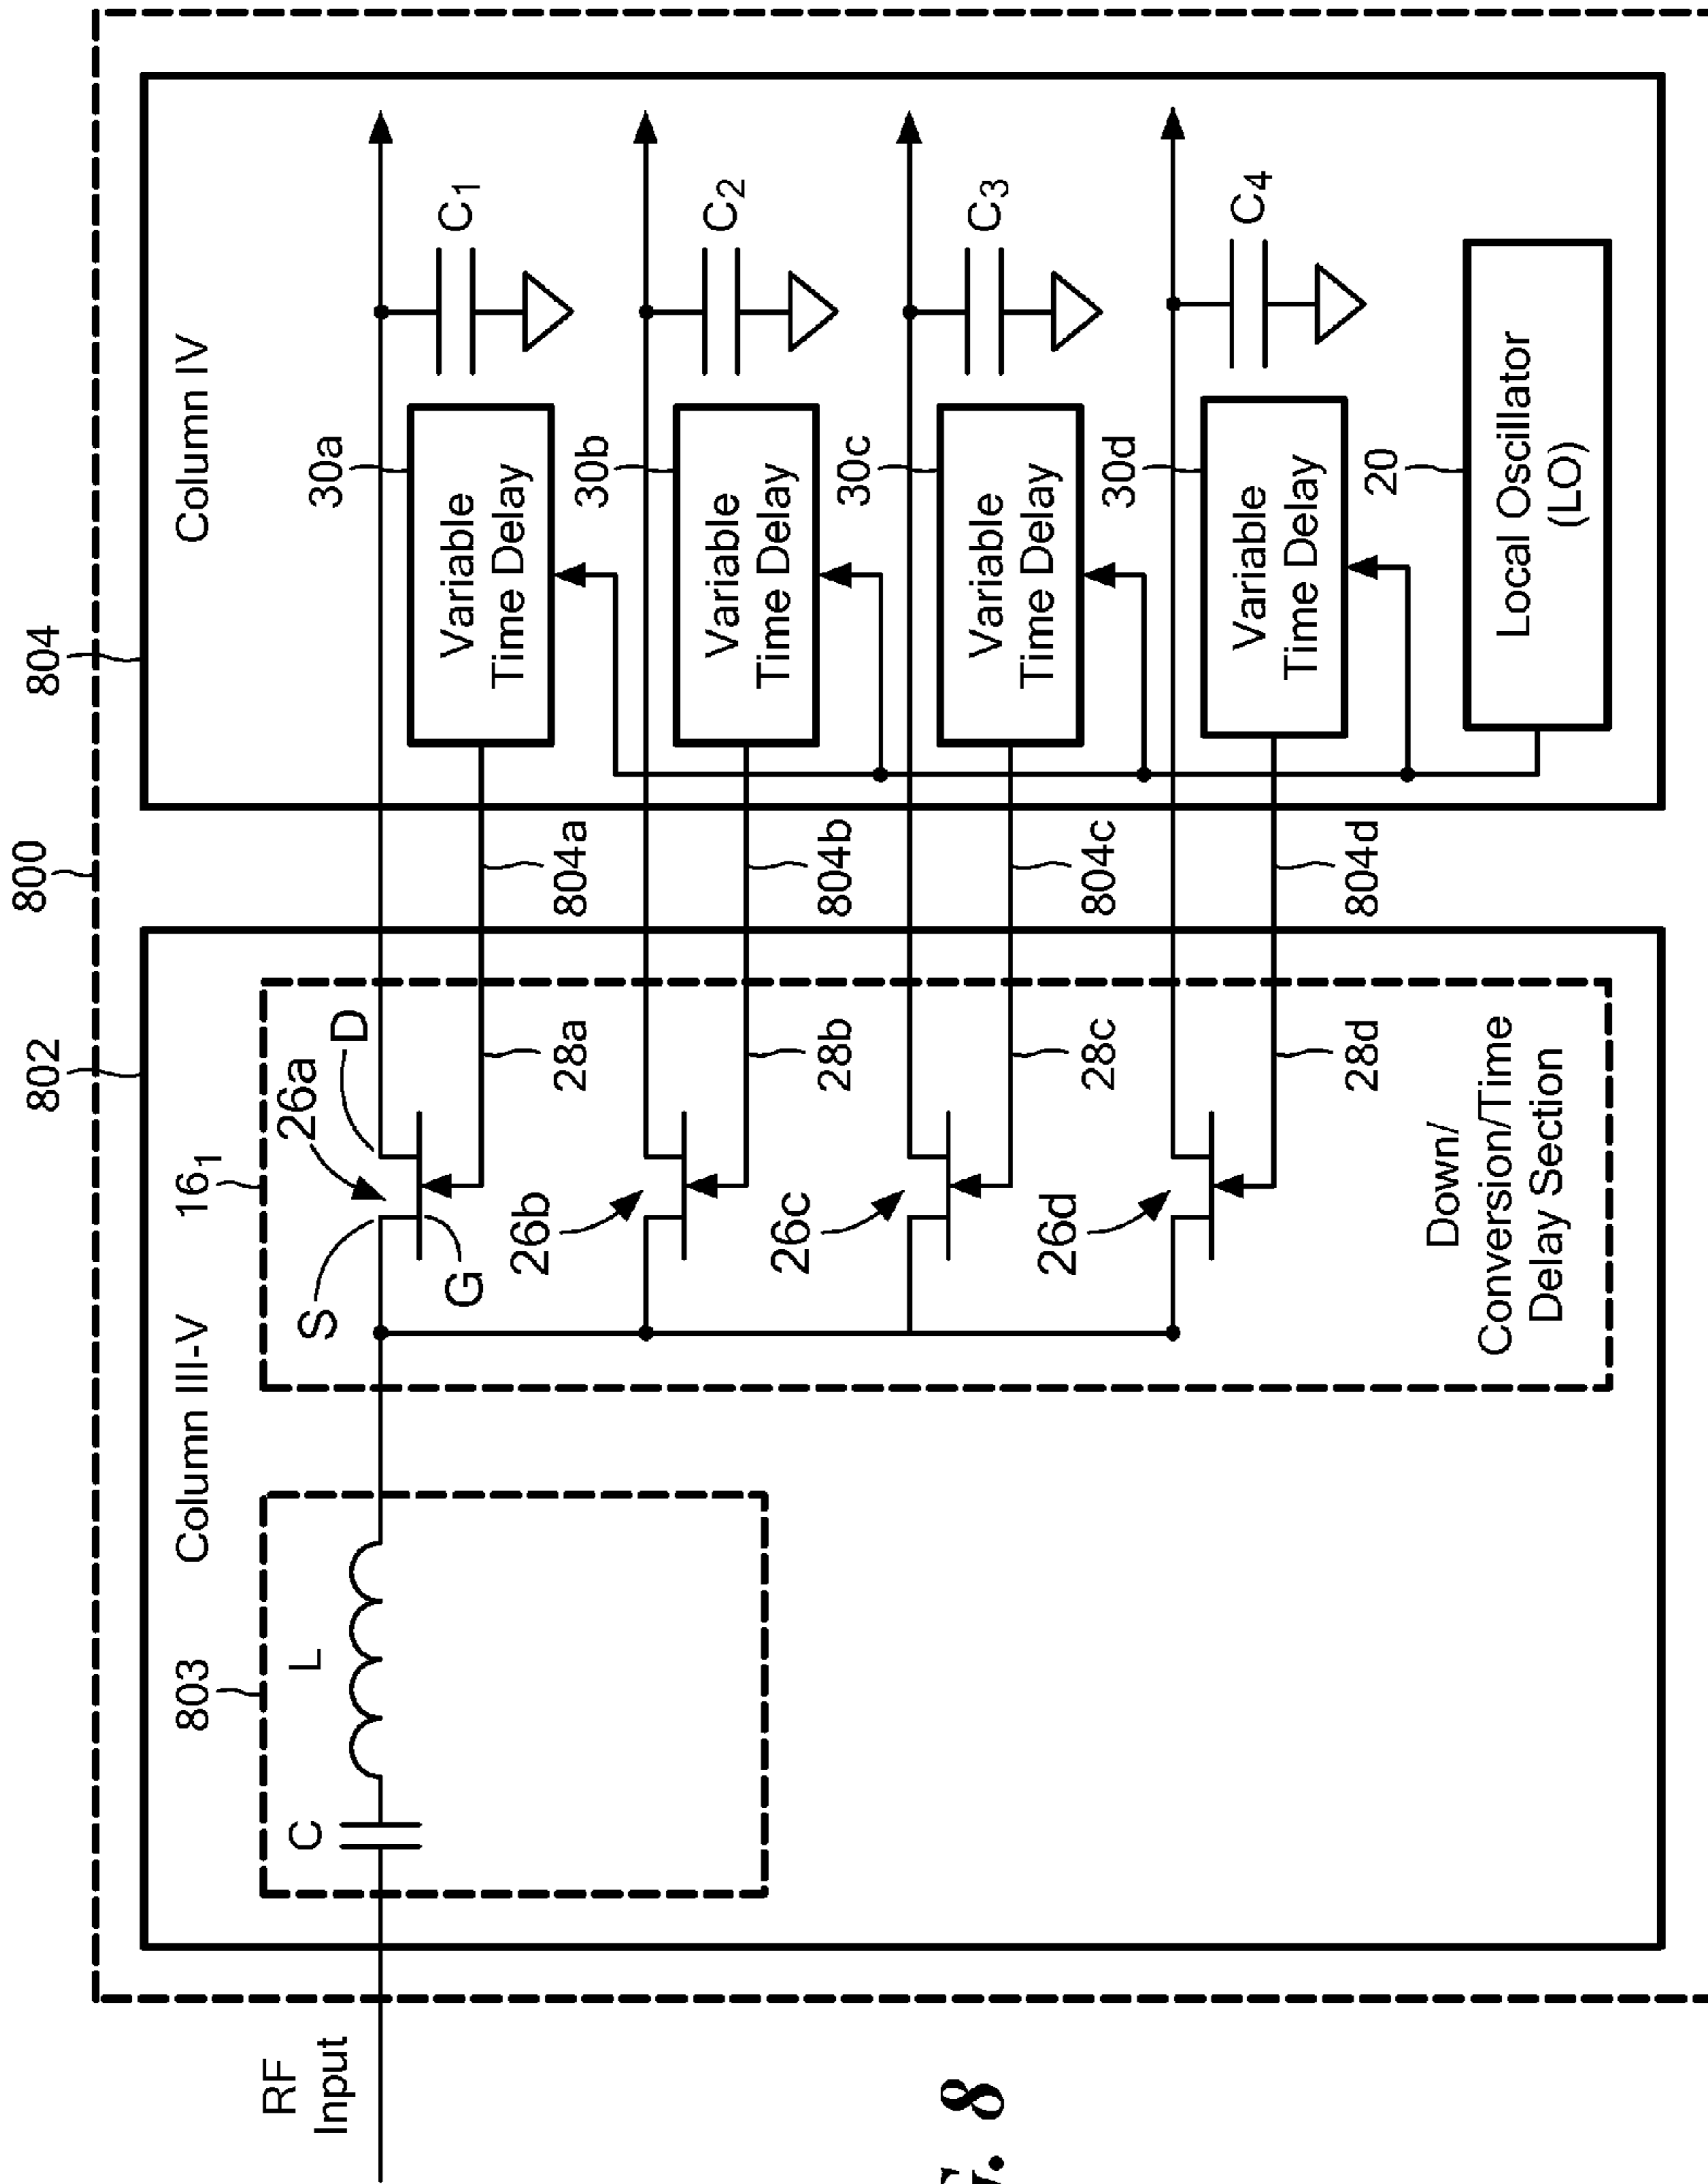 800
802
804
Column III-V
Column IV
803
16₁
C
L
S
26a
D
G
28a
804a
30a
Variable
Time Delay
C₁
26b
28b
804b
30b
Variable
Time Delay
C₂
26c
28c
804c
30c
Variable
Time Delay
C₃
26d
28d
804d
30d
Variable
Time Delay
C₄
20
Local Oscillator
(LO)
Down/
Conversion/Time
Delay Section
RF
Input
G. 8